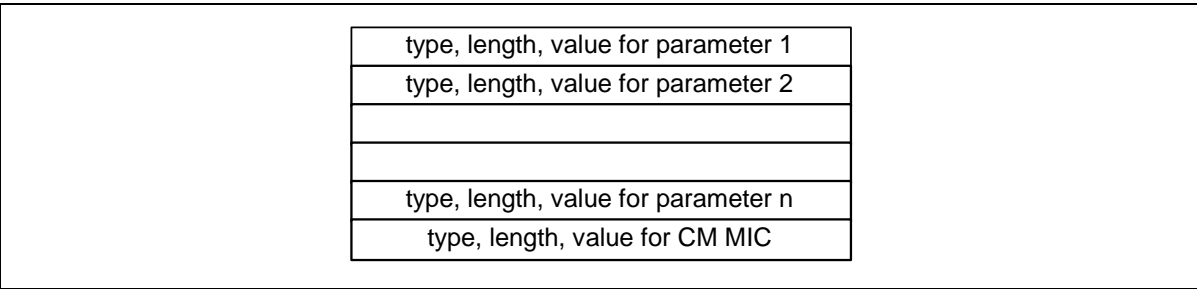 type, length, value for parameter 1
type, length, value for parameter 2
type, length, value for parameter n
type, length, value for CM MIC